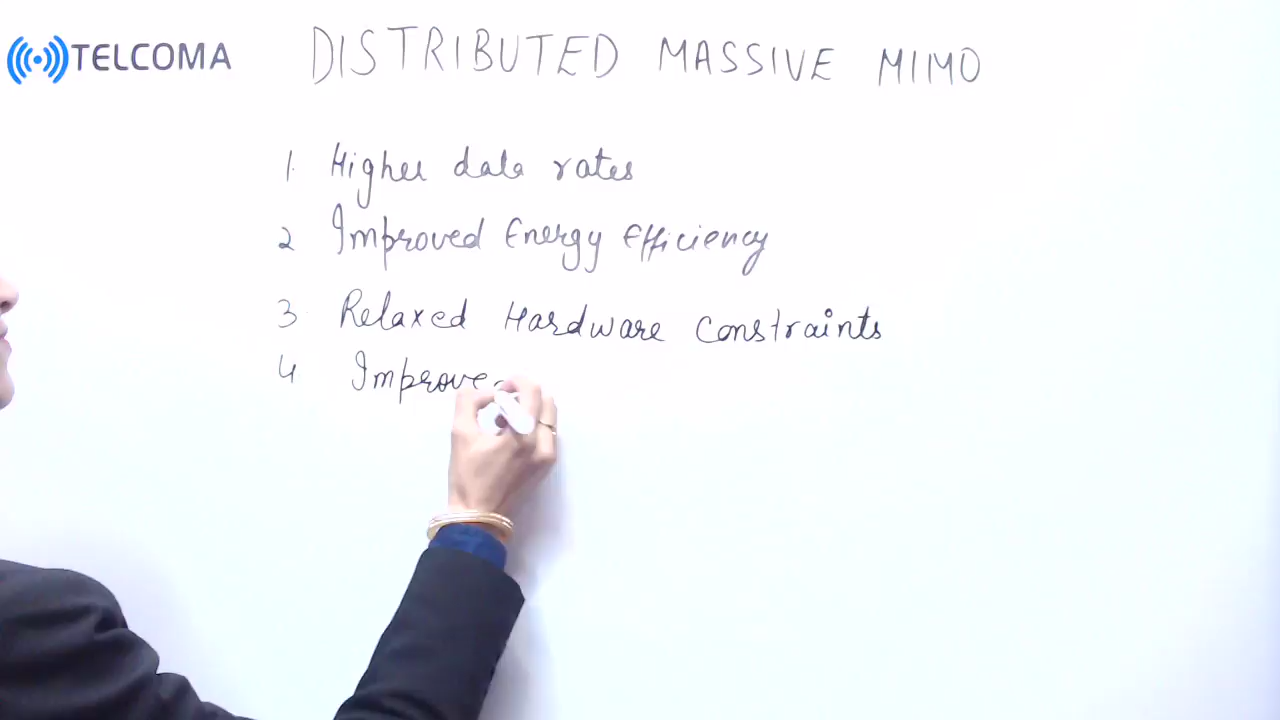 TELCOMA
DISTRIBUTED MASSIVE MIMO
1. Higher data rates
2 Improved Energy Efficiency
3. Relaxed Hardware Constraints
4 Improve